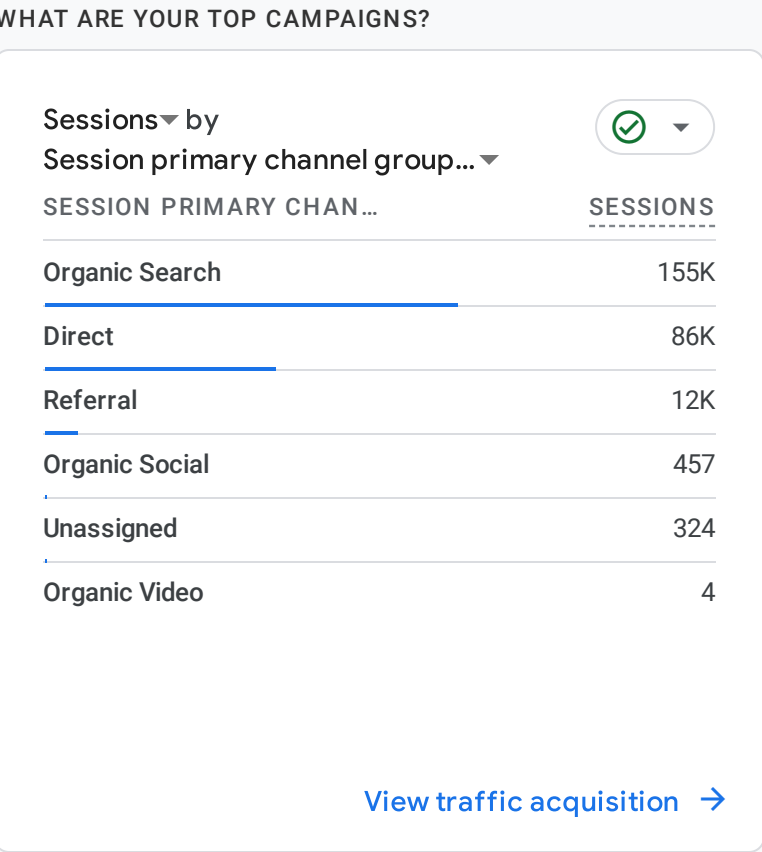 WHAT ARE YOUR TOP CAMPAIGNS?
Sessions by
Session primary channel group…
SESSION PRIMARY CHAN… SESSIONS
Organic Search 155K
Direct 86K
Referral 12K
Organic Social 457
Unassigned 324
Organic Video 4
View traffic acquisition